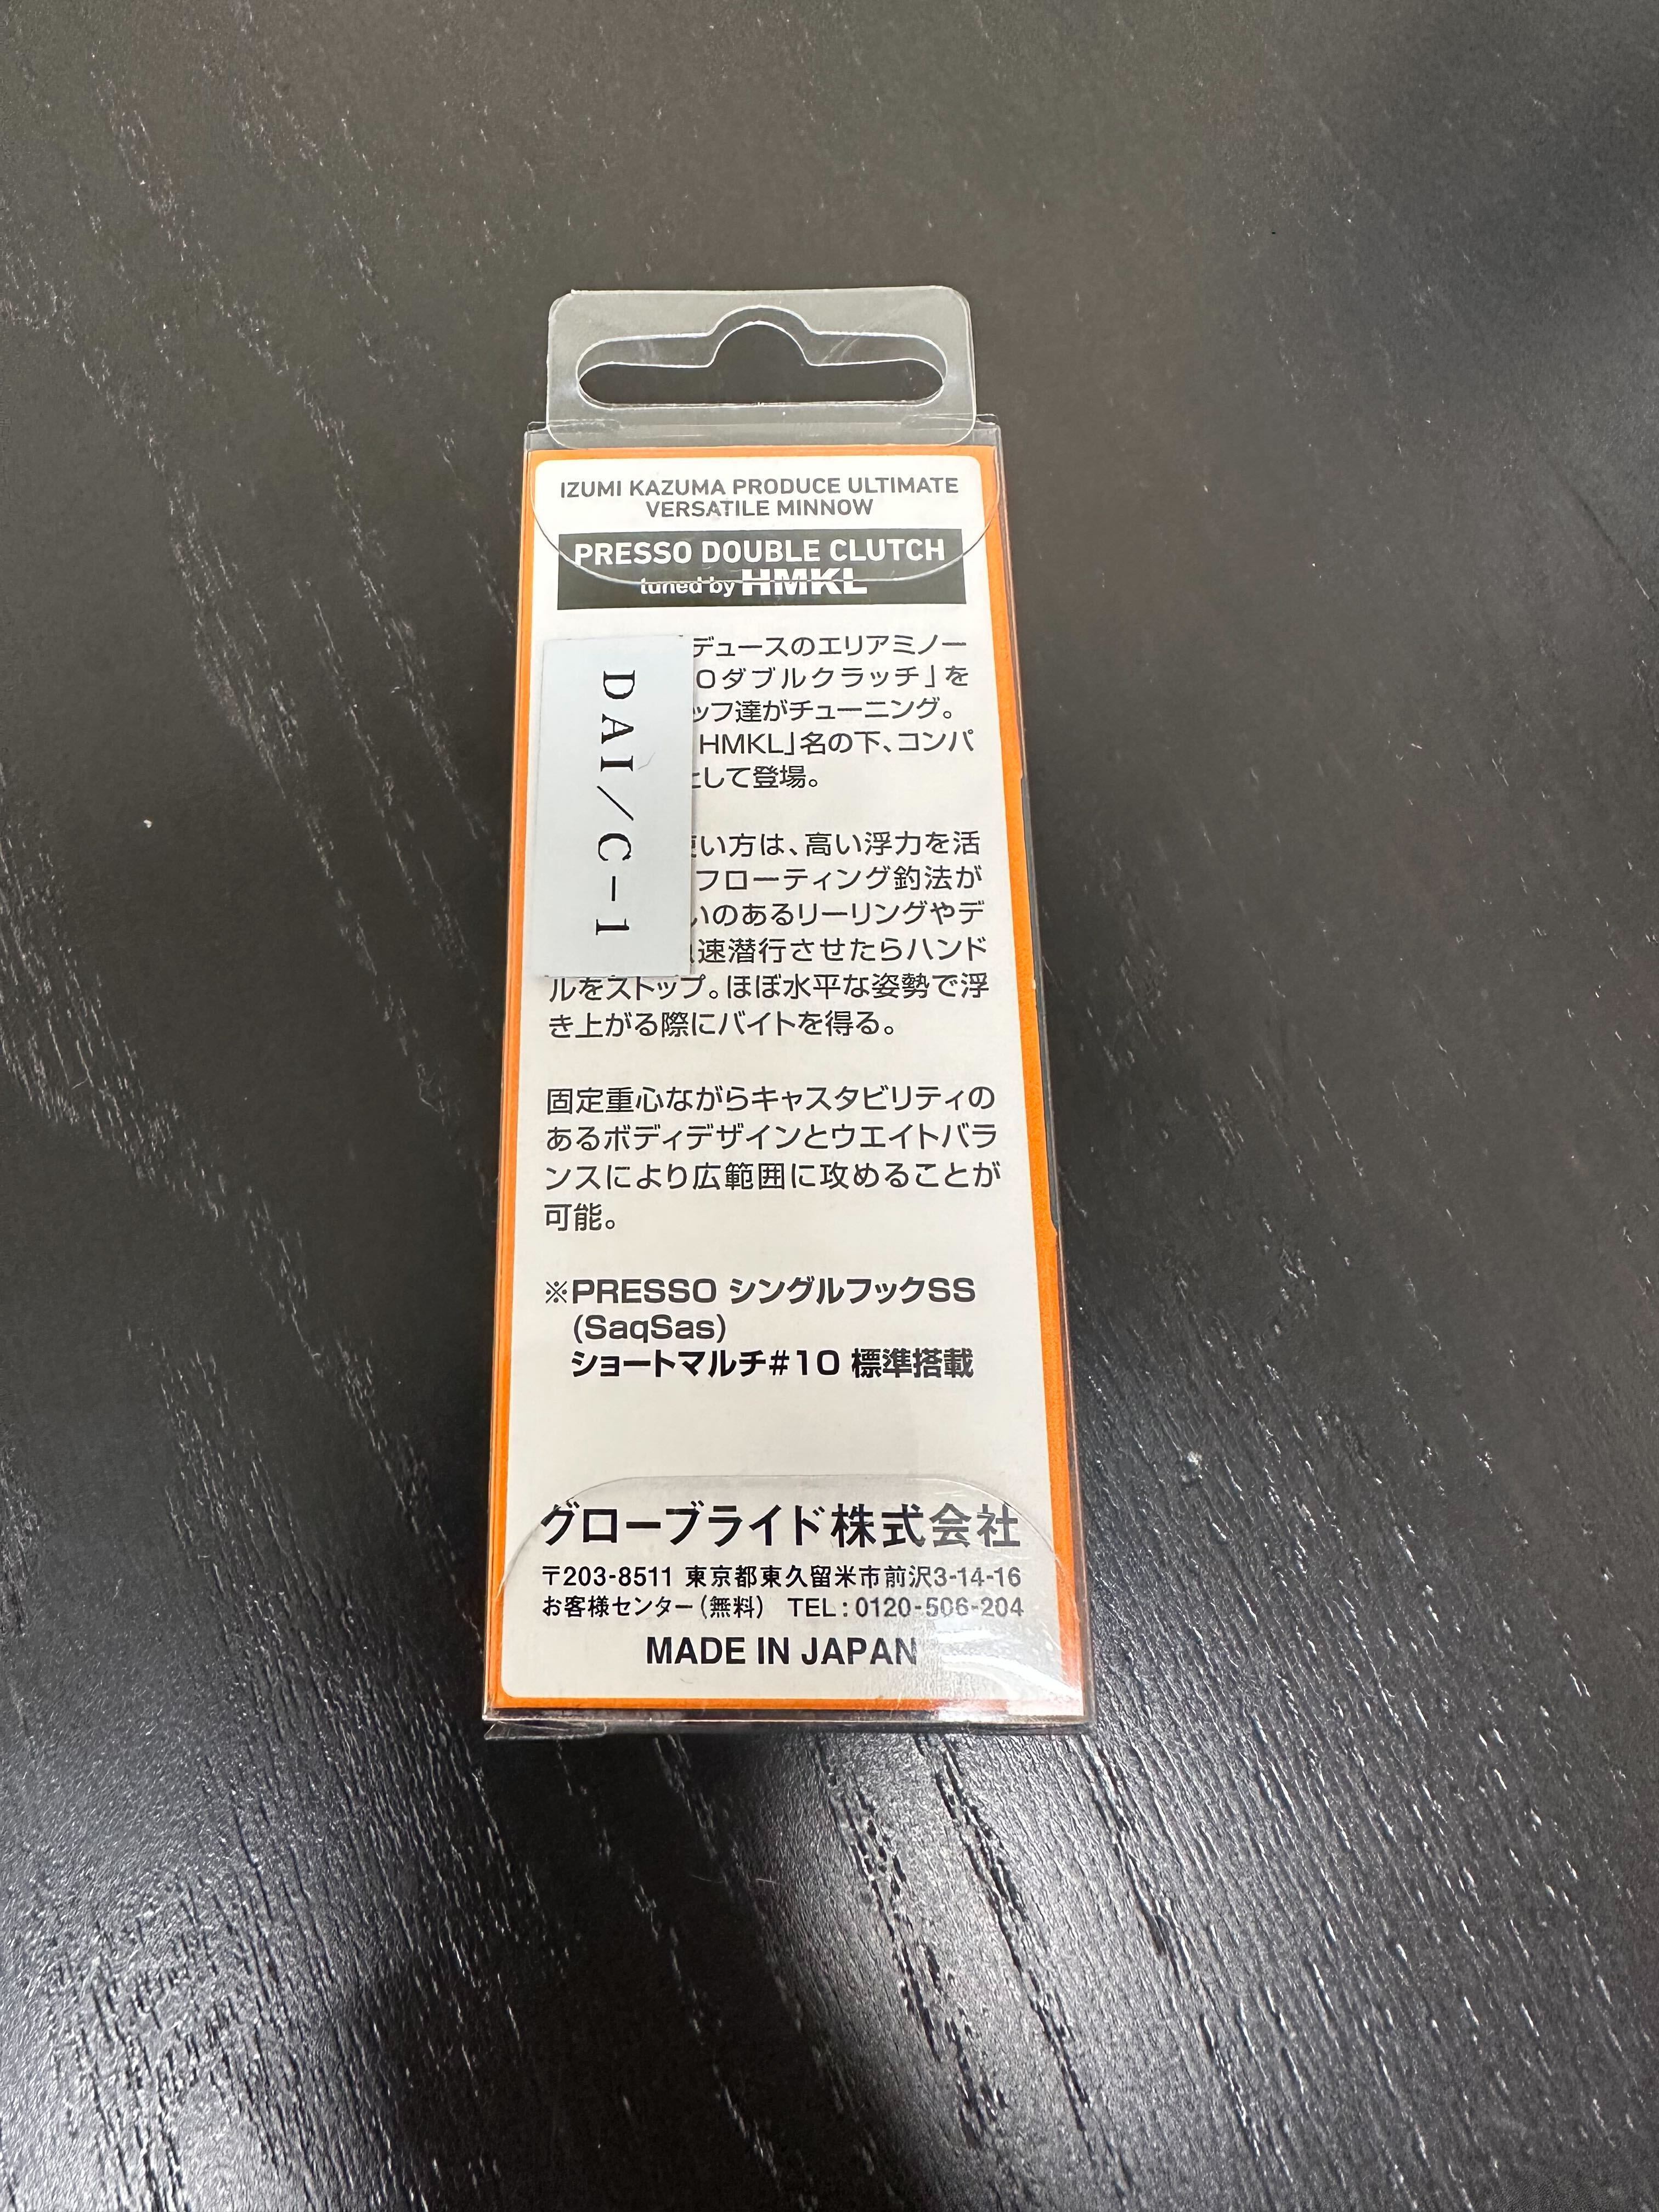 IZUMI KAZUMA PRODUCE ULTIMATE
VERSATILE MINNOW
PRESSO DOUBLE CLUTCH
tuned by HMKL
デュースのエリアミノー
Oダブルクラッチ」を
ッフ達がチューニング。
HMKL」名の下、コンパ
として登場。
使い方は、高い浮力を活
フローティング釣法が
いのあるリーリングやデ
速潜行させたらハンド
ルをストップ。ほぼ水平な姿勢で浮
き上がる際にバイトを得る。
DAI/C-1
固定重心ながらキャスタビリティの
あるボディデザインとウエイトバラ
ンスにより広範囲に攻めることが
可能。
※PRESSO シングルフックSS
(SaqSas)
ショートマルチ#10 標準搭載
グローブライド株式会社
〒203-8511 東京都東久留米市前沢3-14-16
お客様センター(無料) TEL:0120-506-204
MADE IN JAPAN